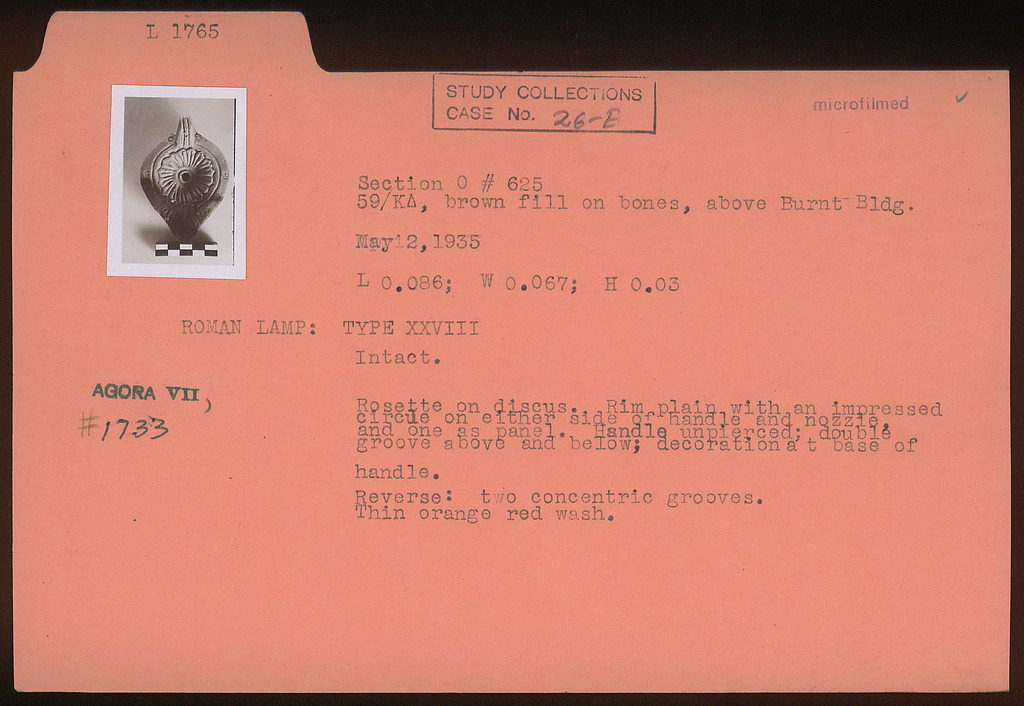 L 1765
STUDY COLLECTIONS
CASE No. 26-E
microfilmed ✓
Section O # 625
59/ΚΔ, brown fill on bones, above Burnt Bldg.
May 2, 1935
L 0.086; W 0.067; H 0.03
ROMAN LAMP: TYPE XXVIII
Intact.
AGORA VII,
#1733
Rosette on discus. Rim plain with an impressed
circle on either side of handle and nozzle,
and one as panel. Handle unpierced; double
groove above and below; decoration at base of
handle.
Reverse: two concentric grooves.
Thin orange red wash.